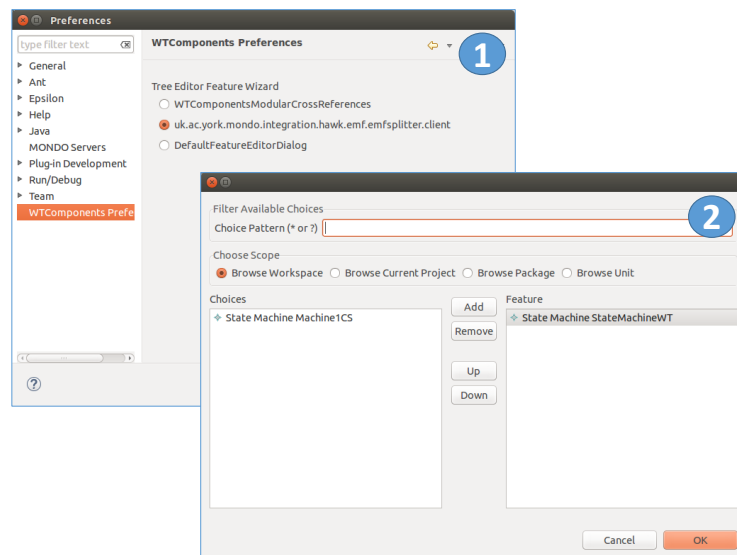 Preferences
type filter text
WTComponents Preferences
1
General
Ant
Epsilon
Help
Java
MONDO Servers
Plug-in Development
Run/Debug
Team
WTComponents Prefe
Tree Editor Feature Wizard
WTComponentsModularCrossReferences
uk.ac.york.mondo.integration.hawk.emf.emfsplitter.client
DefaultFeatureEditorDialog
?
2
Filter Available Choices
Choice Pattern (* or ?)
Choose Scope
Browse Workspace Browse Current Project Browse Package Browse Unit
Choices
State Machine Machine1CS
Add
Remove
Up
Down
Feature
State Machine StateMachineWT
Cancel OK